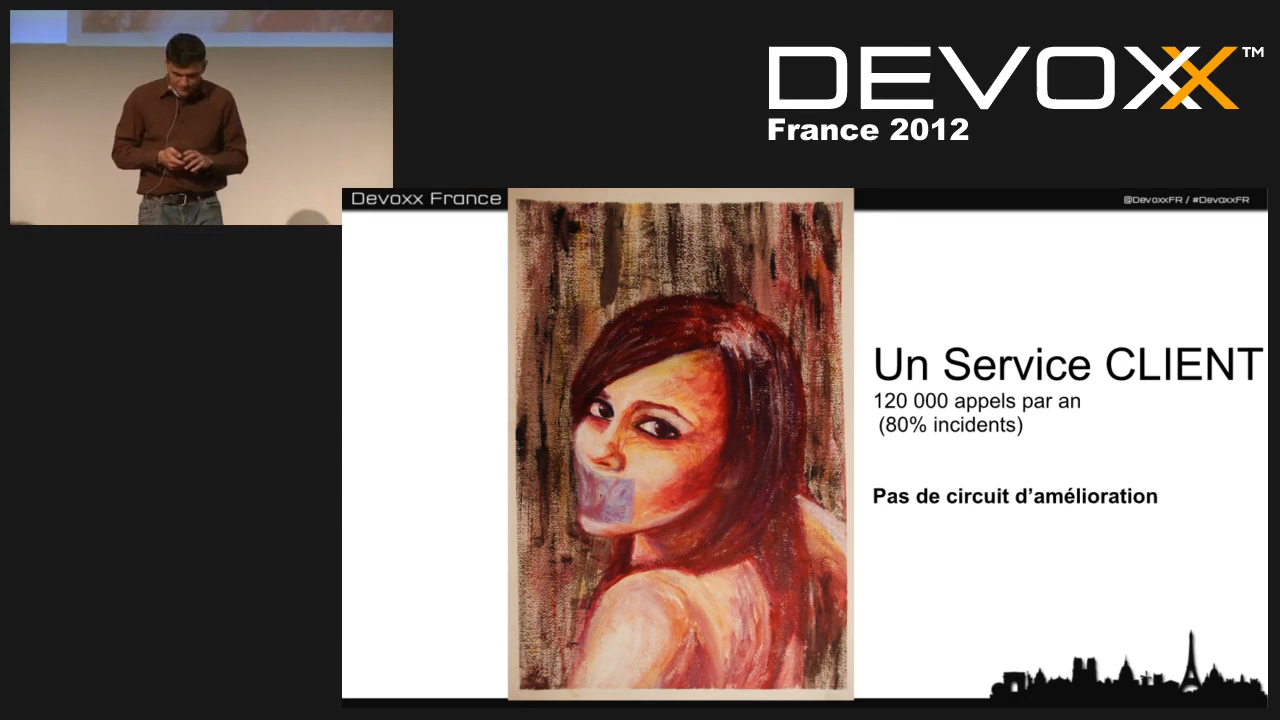 DEVOXX™
France 2012
Devoxx France
@DevoxxFR / #DevoxxFR
Un Service CLIENT
120 000 appels par an
(80% incidents)
Pas de circuit d'amélioration